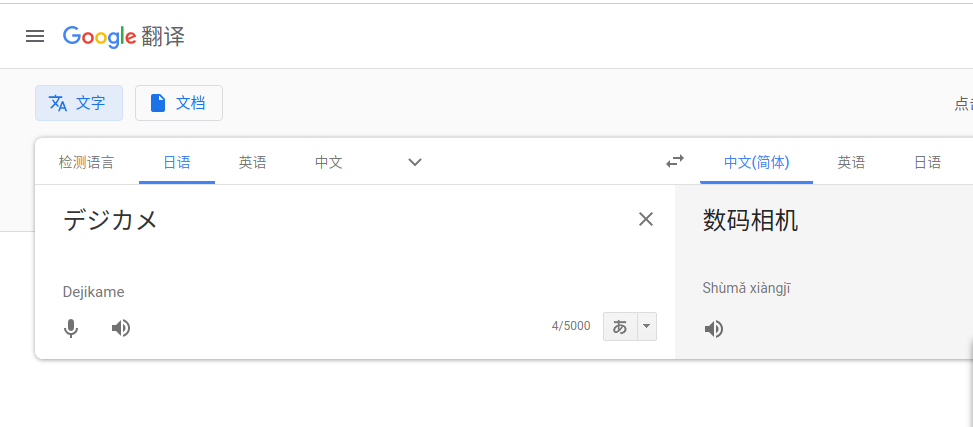 Google 翻译
文字 文档
点击
检测语言 日语 英语 中文 中文(简体) 英语 日语
デジカメ
数码相机
Dejikame
Shùmǎ xiàngjī
4/5000 あ